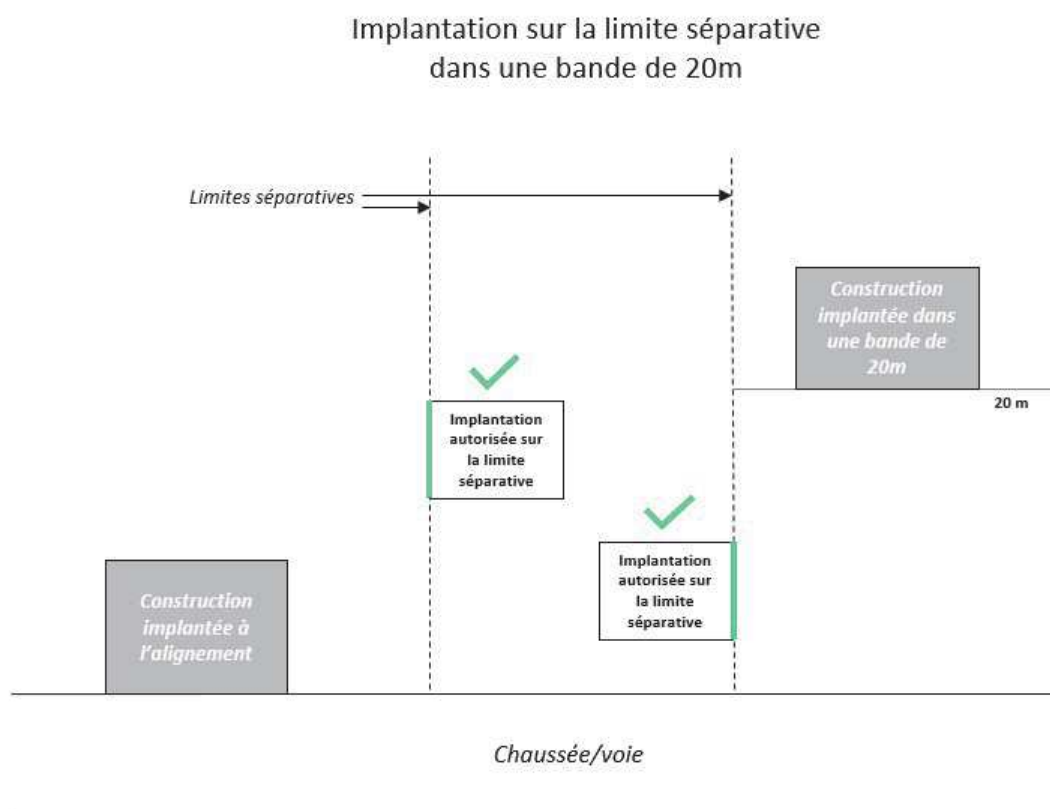 Implantation sur la limite séparative
dans une bande de 20m
Limites séparatives
Construction
implantée dans
une bande de
20m
20 m
Implantation
autorisée sur
la limite
séparative
Implantation
autorisée sur
la limite
séparative
Construction
implantée à
l'alignement
Chaussée/voie